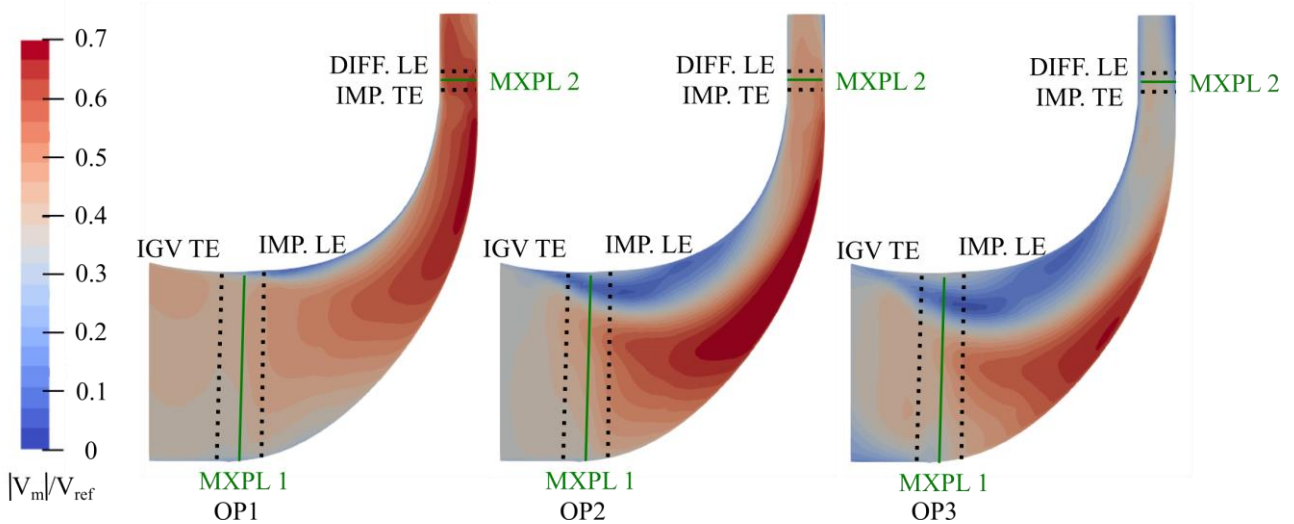 0.7
0.6
0.5
0.4
0.3
0.2
0.1
0
|Vm|/Vref
DIFF. LE
IMP. TE
MXPL 2
IGV TE
IMP. LE
MXPL 1
OP1
DIFF. LE
IMP. TE
MXPL 2
IGV TE
IMP. LE
MXPL 1
OP2
DIFF. LE
IMP. TE
MXPL 2
IGV TE
IMP. LE
MXPL 1
OP3